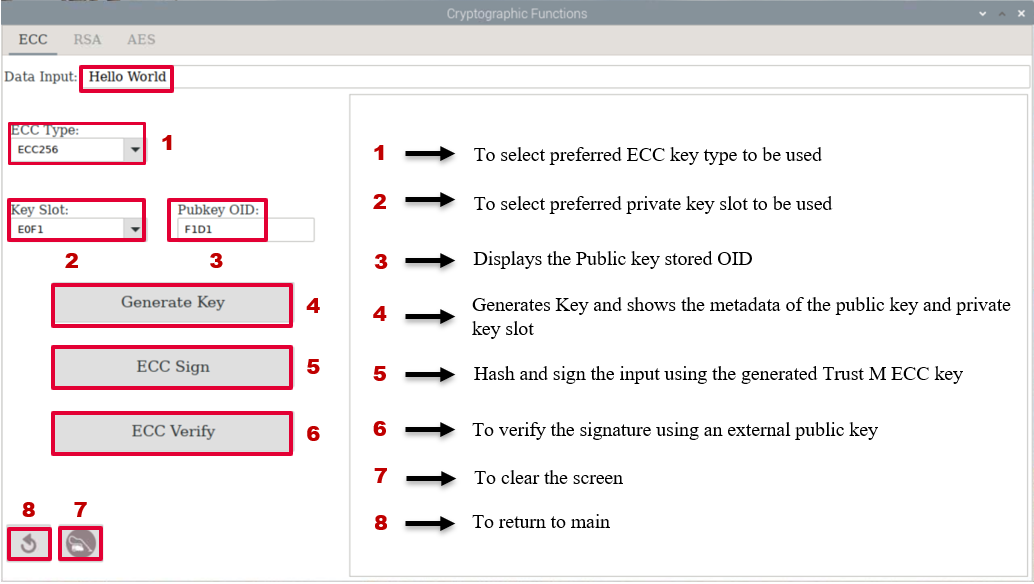 Cryptographic Functions
ECC RSA AES
Data Input: Hello World
ECC Type:
ECC256
1
Key Slot:
E0F1
Pubkey OID:
F1D1
2
3
Generate Key
4
ECC Sign
5
ECC Verify
6
8
7
1 To select preferred ECC key type to be used
2 To select preferred private key slot to be used
3 Displays the Public key stored OID
4 Generates Key and shows the metadata of the public key and private
key slot
5 Hash and sign the input using the generated Trust M ECC key
6 To verify the signature using an external public key
7 To clear the screen
8 To return to main